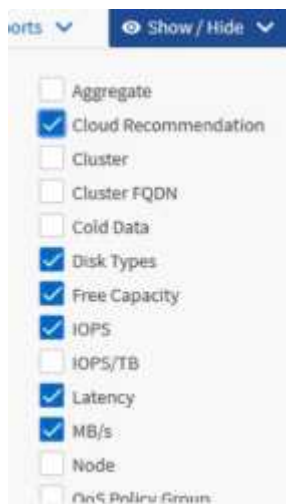 orts Show / Hide
Aggregate
Cloud Recommendation
Cluster
Cluster FQDN
Cold Data
Disk Types
Free Capacity
IOPS
IOPS/TB
Latency
MB/s
Node
QoS Policy Group